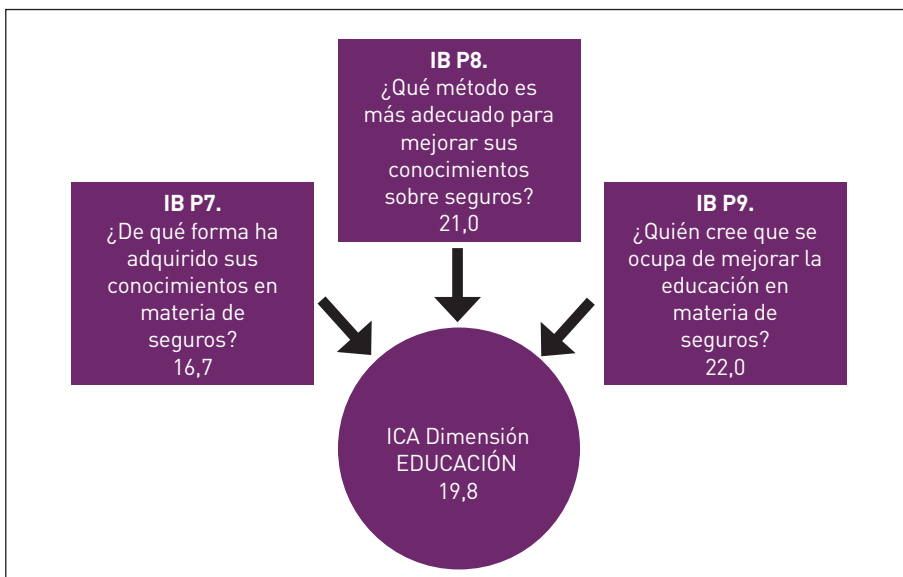 IB P8.
¿Qué método es
más adecuado para
mejorar sus
conocimientos
sobre seguros?
21,0
IB P7.
¿De qué forma ha
adquirido sus
conocimientos en
materia de
seguros?
16,7
IB P9.
¿Quién cree que se
ocupa de mejorar la
educación en
materia de
seguros?
22,0
ICA Dimensión
EDUCACIÓN
19,8